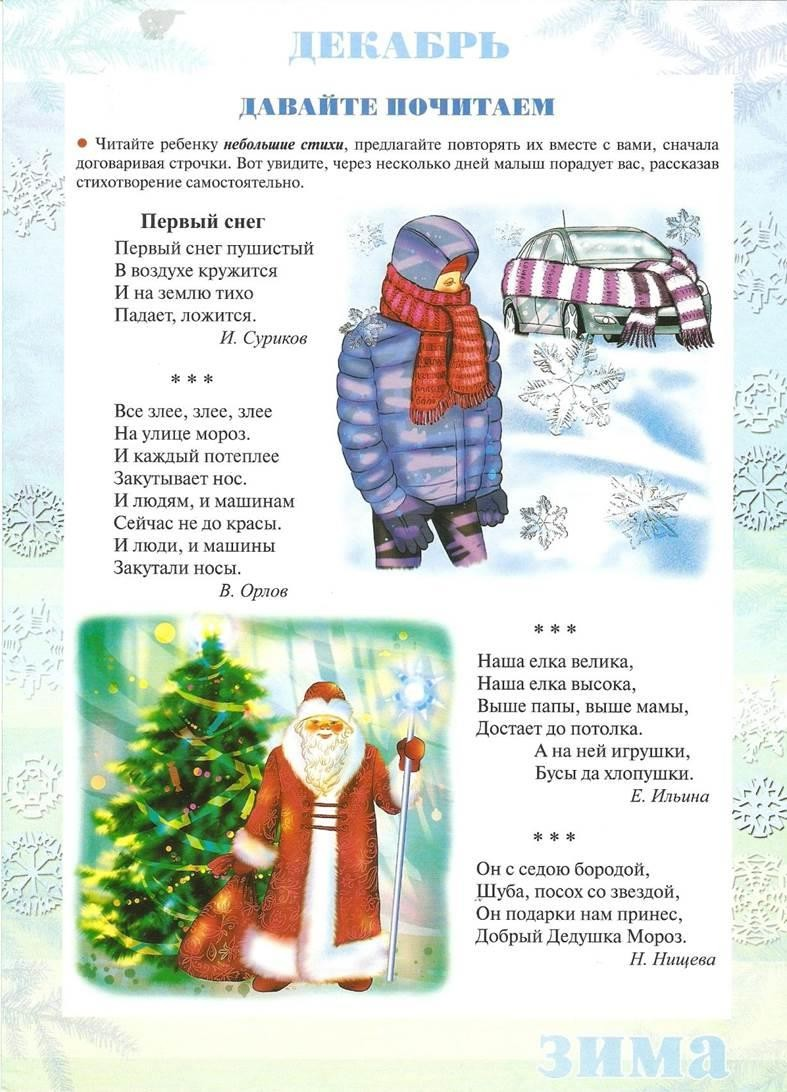 ДЕКАБРЬ
ДАВАЙТЕ ПОЧИТАЕМ
● Читайте ребенку небольшие стихи, предлагайте повторять их вместе с вами, сначала
договаривая строчки. Вот увидите, через несколько дней малыш порадует вас, рассказав
стихотворение самостоятельно.
Первый снег
Первый снег пушистый
В воздухе кружится
И на землю тихо
Падает, ложится.
И. Суриков
* * *
Все злее, злее, злее
На улице мороз.
И каждый потеплее
Закутывает нос.
И людям, и машинам
Сейчас не до красы.
И люди, и машины
Закутали носы.
В. Орлов
* * *
Наша елка велика,
Наша елка высока,
Выше папы, выше мамы,
Достает до потолка.
А на ней игрушки,
Бусы да хлопушки.
Е. Ильина
* * *
Он с седою бородой,
Шуба, посох со звездой,
Он подарки нам принес,
Добрый Дедушка Мороз.
Н. Нищева
зима